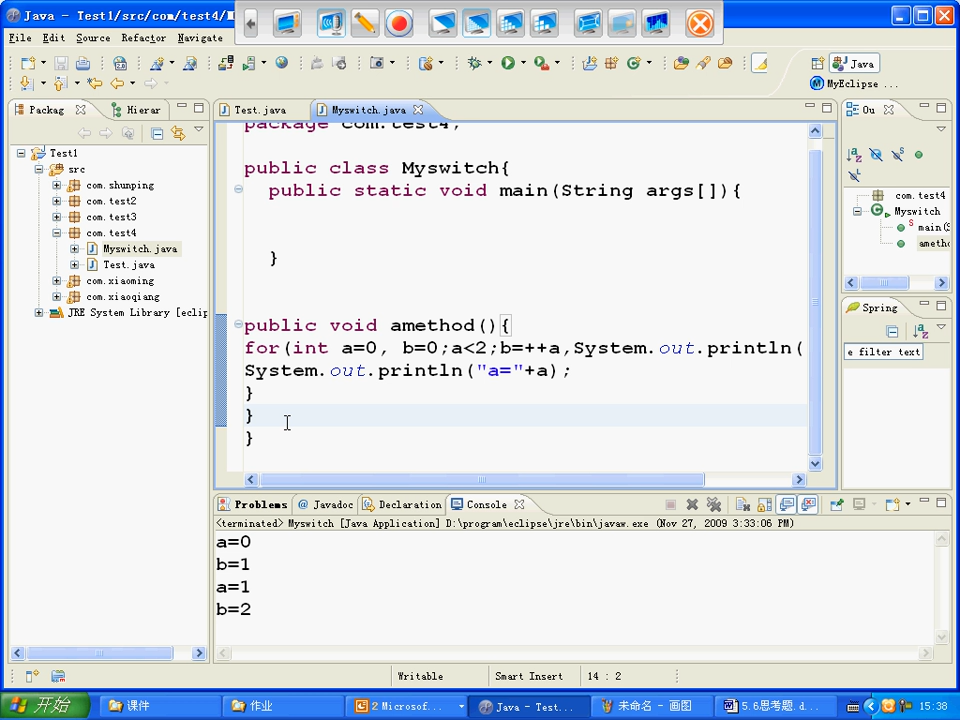 Java - Test1/src/com/test4/M
File Edit Source Refactor Navigate
Java
MyEclipse ...
Packag
Hierar
Test.java
Myswitch.java
Ou
Test1
src
com.shunping
com.test2
com.test3
com.test4
Myswitch.java
Test.java
com.xiaoming
com.xiaoqiang
JRE System Library [eclip
package com.test4;
public class Myswitch{
public static void main(String args[]){
}
public void amethod(){
for(int a=0, b=0;a<2;b=++a,System.out.println(
System.out.println("a="+a);
}
}
}
com.test4
Myswitch
main(S
ametho
Spring
e filter text
Problems
@ Javadoc
Declaration
Console
<terminated> Myswitch [Java Application] D:\program\eclipse\jre\bin\javaw.exe (Nov 27, 2009 3:33:06 PM)
a=0
b=1
a=1
b=2
Writable
Smart Insert
14 : 2
开始
课件
作业
2 Microsof...
Java - Test...
未命名 - 画图
5.6思考题.d...
15:38